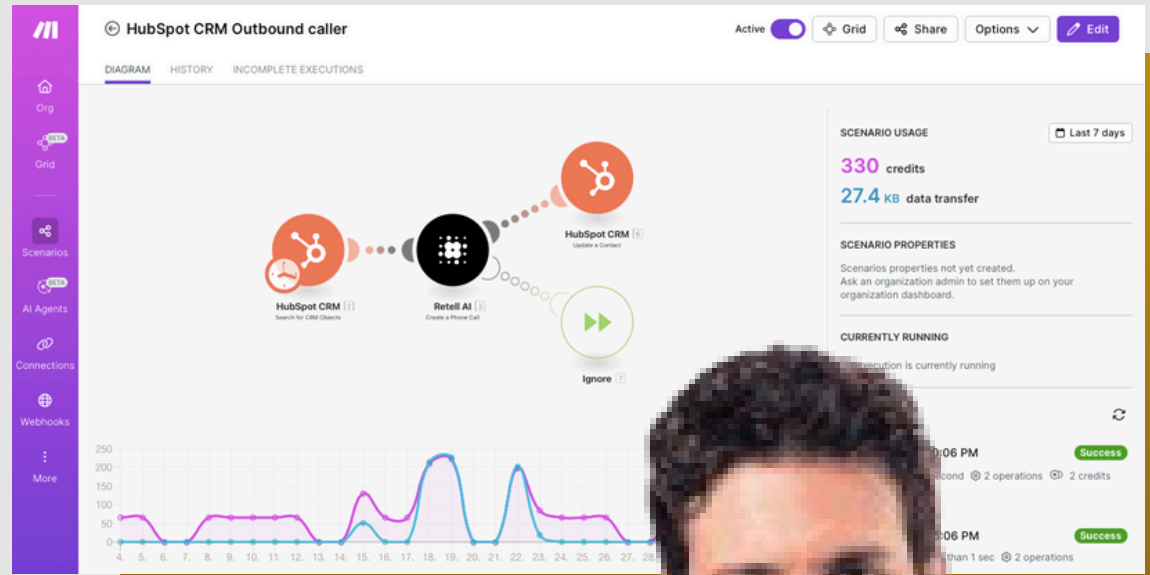 HubSpot CRM Outbound caller
Active
Grid
Share
Options
Edit
DIAGRAM
HISTORY
INCOMPLETE EXECUTIONS
Org
BETA
Grid
Scenarios
BETA
AI Agents
Connections
Webhooks
More
HubSpot CRM 2
Search for CRM Objects
Retell AI 3
Create a Phone Call
HubSpot CRM 6
Update a Contact
Ignore 7
SCENARIO USAGE
Last 7 days
330 credits
27.4 KB data transfer
SCENARIO PROPERTIES
Scenarios properties not yet created.
Ask an organization admin to set them up on your
organization dashboard.
CURRENTLY RUNNING
execution is currently running
:06 PM
Success
2 operations
2 credits
:06 PM
Success
than 1 sec
2 operations
250
200
150
100
50
0
4. 5. 6. 7. 8. 9. 10. 11. 12. 13. 14. 15. 16. 17. 18. 19. 20. 21. 22. 23. 24. 25. 26. 27. 28.